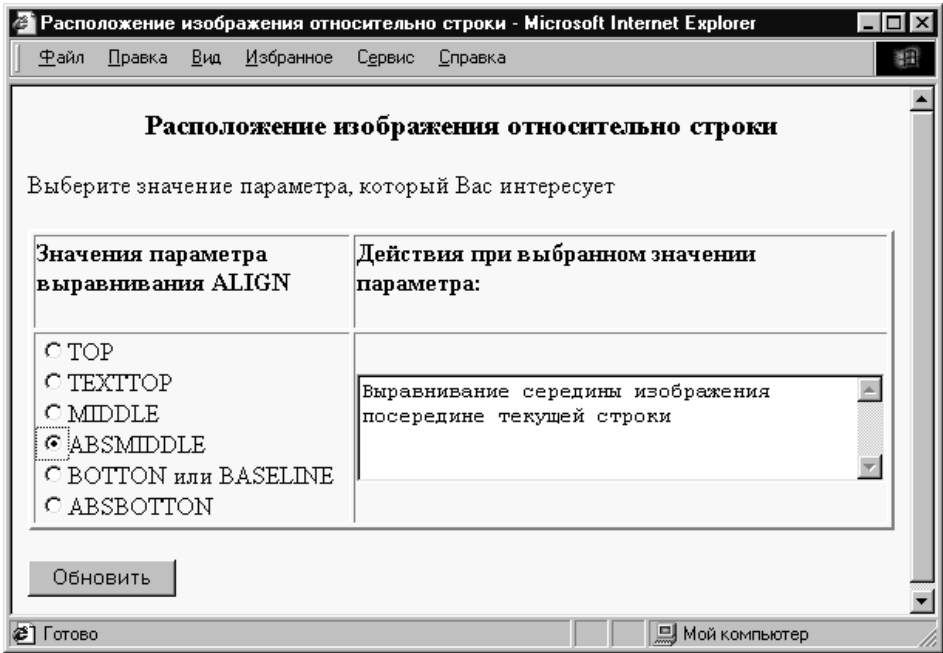 Расположение изображения относительно строки - Microsoft Internet Explorer
Файл Правка Вид Избранное Сервис Справка
Расположение изображения относительно строки
Выберите значение параметра, который Вас интересует
Значения параметра
выравнивания ALIGN
Действия при выбранном значении
параметра:
TOP
TEXTTOP
MIDDLE
ABSMIDDLE
BOTTON или BASELINE
ABSBOTTON
Выравнивание середины изображения
посередине текущей строки
Обновить
Готово
Мой компьютер